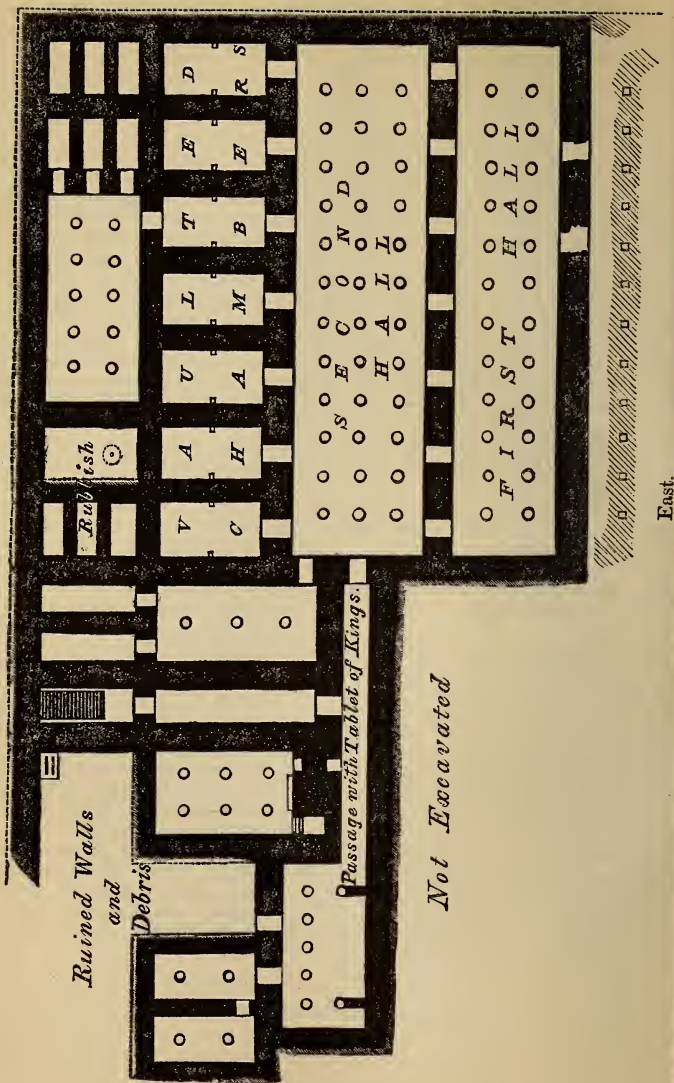 VAULTED
CHAMBERS
SECOND
HALL
FIRST HALL
Rubbish
Passage with Tablet of Kings.
Ruined Walls
and
Debris
Not Excavated
East.